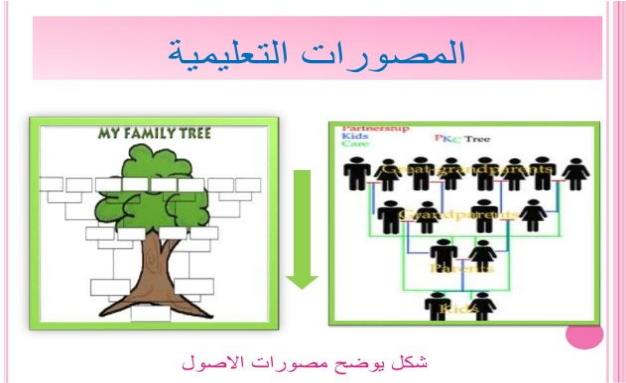 المصورات التعليمية
MY FAMILY TREE
Partnership
Kids
Care
PKC Tree
Great-grandparents
Grandparents
Parents
Kids
شكل يوضح مصورات الاصول